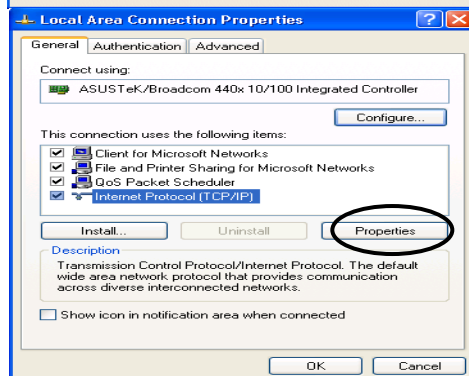 Local Area Connection Properties
General Authentication Advanced
Connect using:
ASUSTeK/Broadcom 440x 10/100 Integrated Controller
Configure...
This connection uses the following items:
Client for Microsoft Networks
File and Printer Sharing for Microsoft Networks
QoS Packet Scheduler
Internet Protocol (TCP/IP)
Install... Uninstall Properties
Description
Transmission Control Protocol/Internet Protocol. The default
wide area network protocol that provides communication
across diverse interconnected networks.
Show icon in notification area when connected
OK Cancel